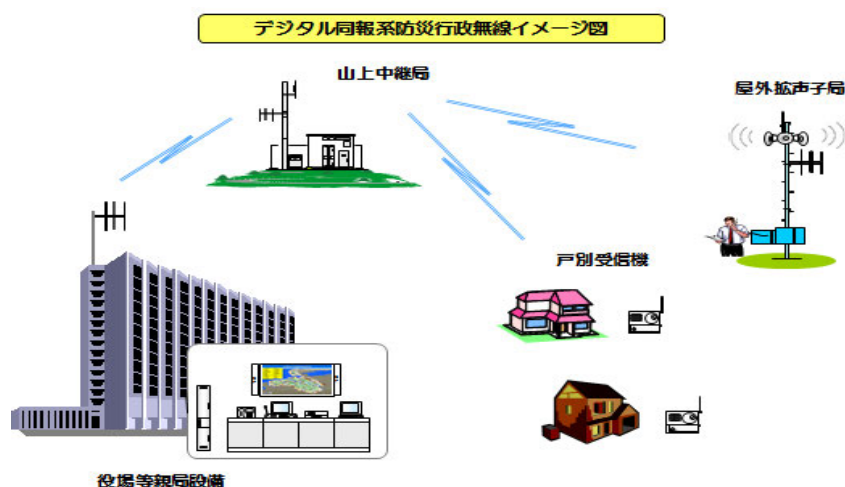 デジタル同報系防災行政無線イメージ図
山上中継局
屋外拡声子局
戸別受信機
役場等親局設備